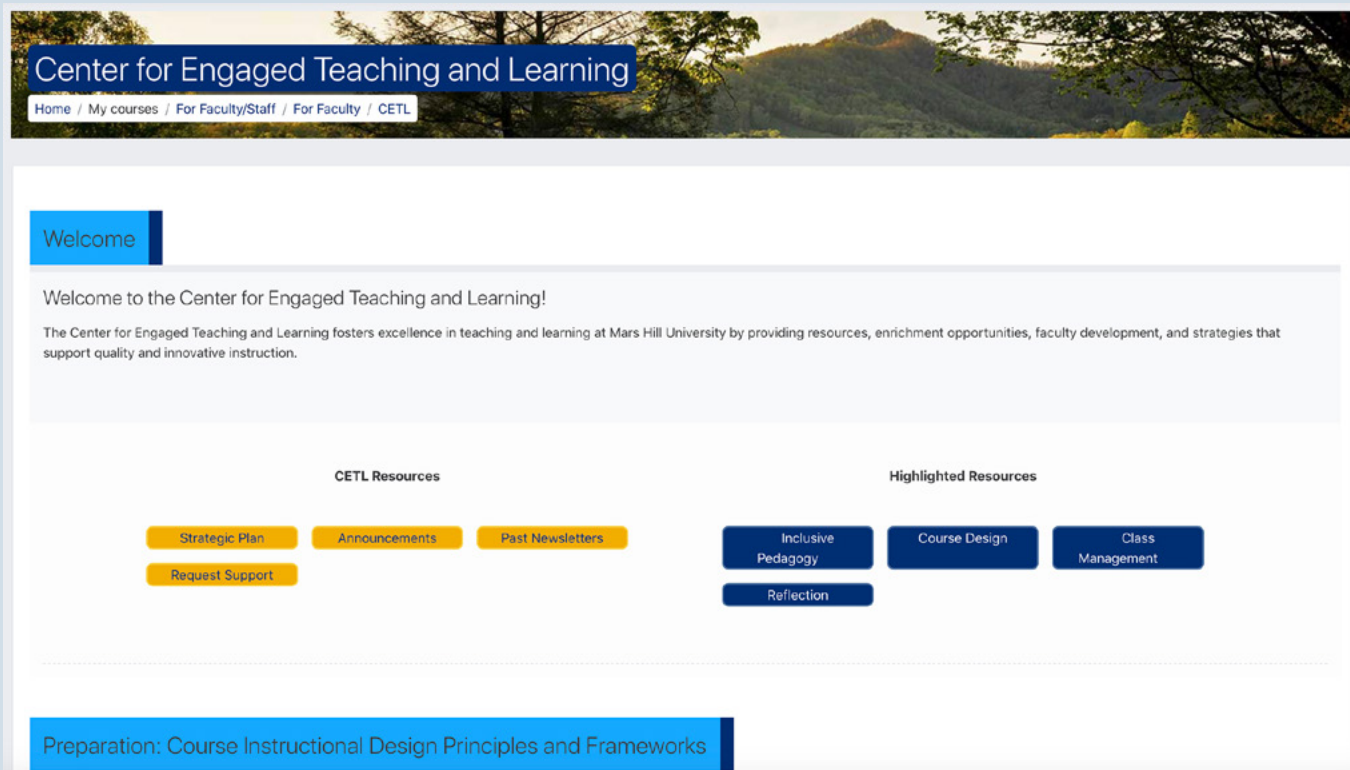 Center for Engaged Teaching and Learning
Home / My courses / For Faculty/Staff / For Faculty / CETL
Welcome
Welcome to the Center for Engaged Teaching and Learning!
The Center for Engaged Teaching and Learning fosters excellence in teaching and learning at Mars Hill University by providing resources, enrichment opportunities, faculty development, and strategies that
support quality and innovative instruction.
CETL Resources
Strategic Plan
Announcements
Past Newsletters
Request Support
Highlighted Resources
Inclusive
Pedagogy
Course Design
Class
Management
Reflection
Preparation: Course Instructional Design Principles and Frameworks